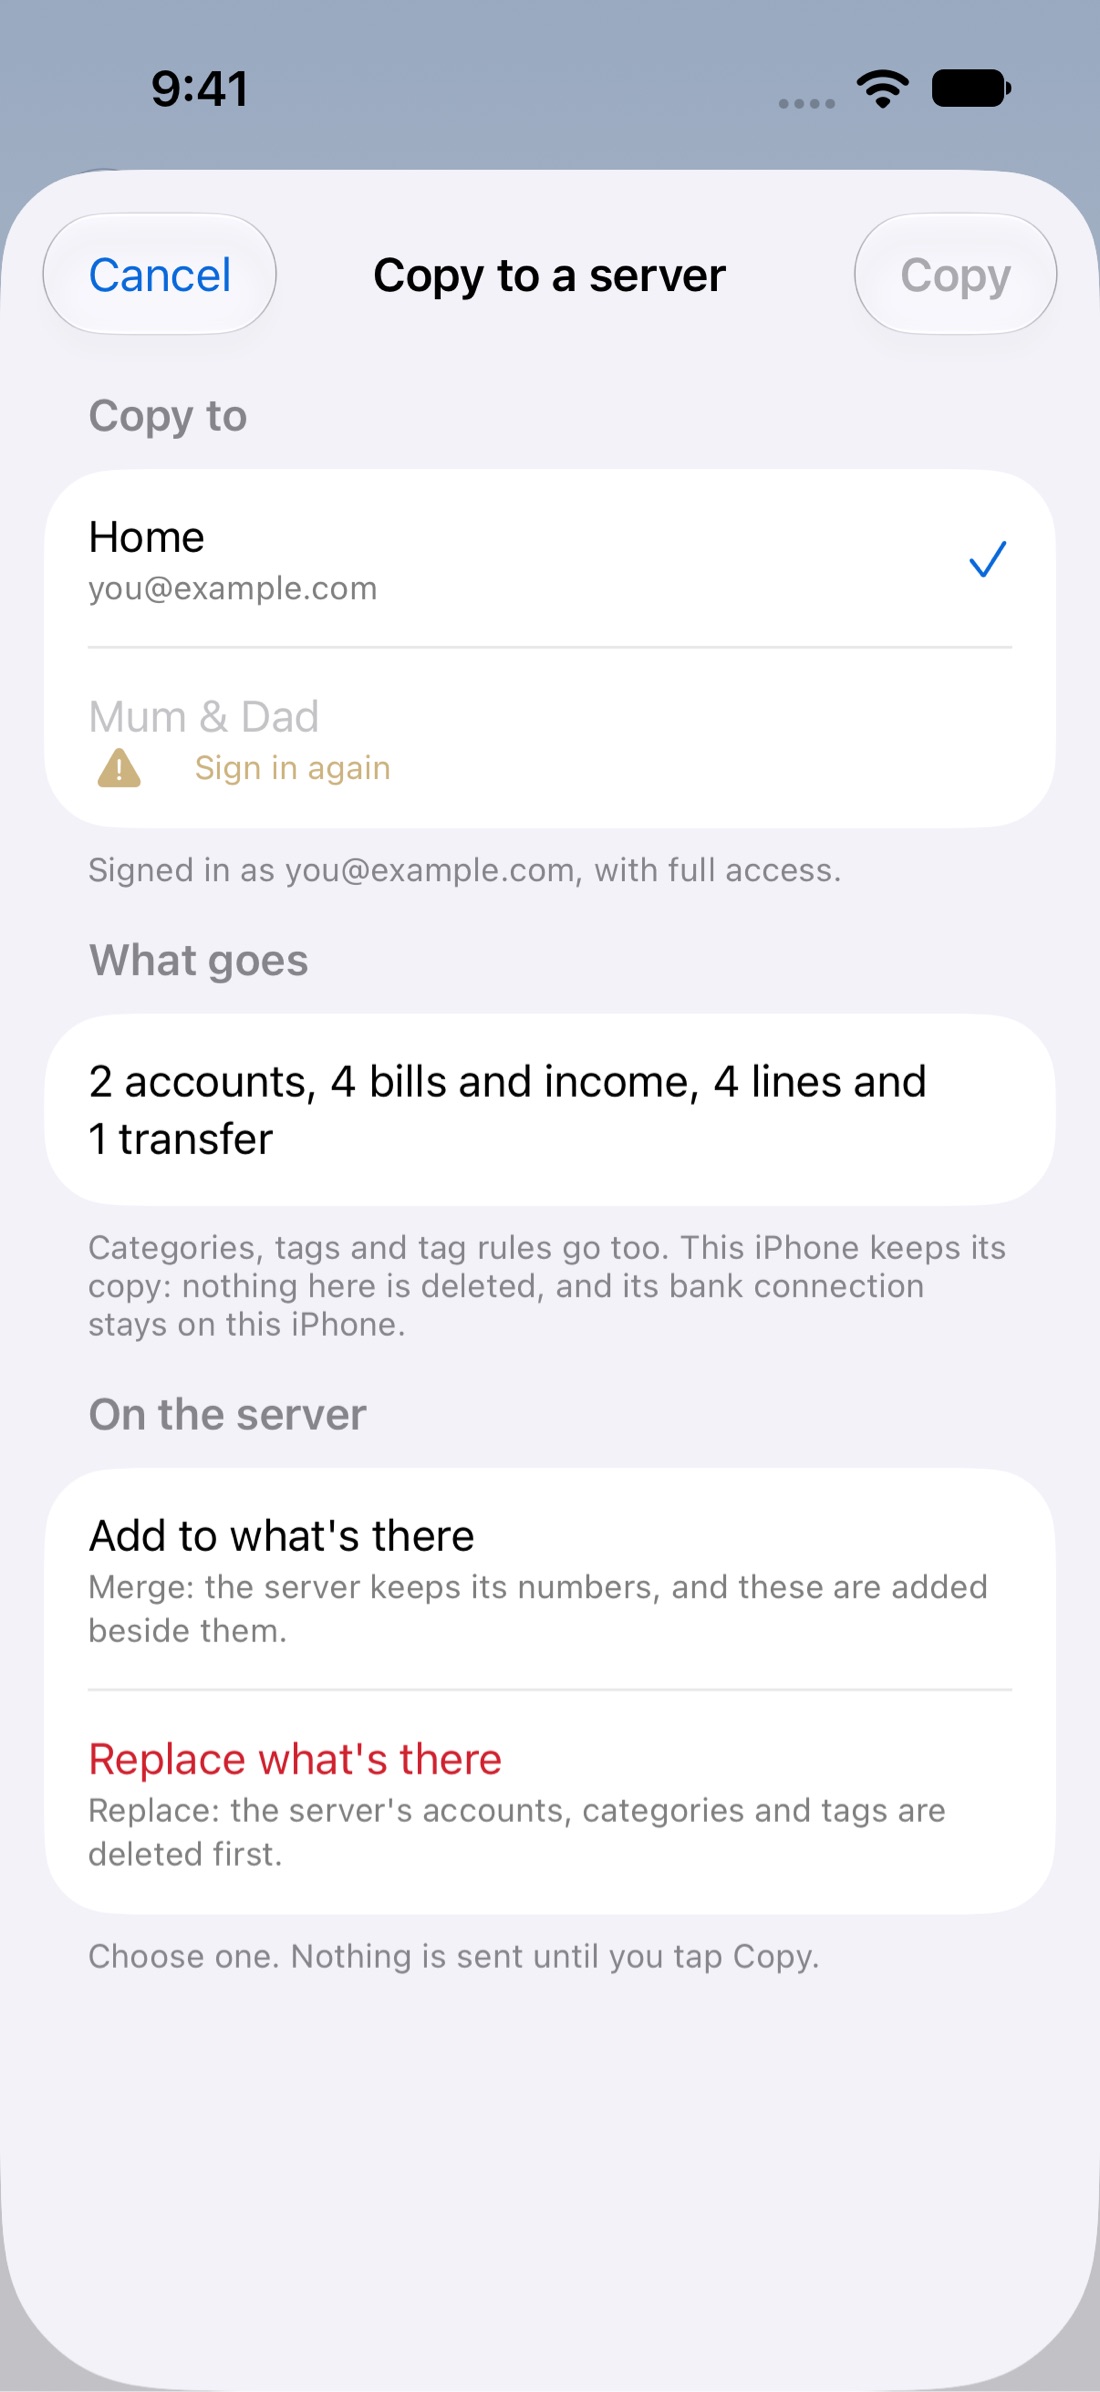 9:41
Cancel
Copy to a server
Copy
Copy to
Home
you@example.com
Mum & Dad
Sign in again
Signed in as you@example.com, with full access.
What goes
2 accounts, 4 bills and income, 4 lines and
1 transfer
Categories, tags and tag rules go too. This iPhone keeps its
copy: nothing here is deleted, and its bank connection
stays on this iPhone.
On the server
Add to what's there
Merge: the server keeps its numbers, and these are added
beside them.
Replace what's there
Replace: the server's accounts, categories and tags are
deleted first.
Choose one. Nothing is sent until you tap Copy.